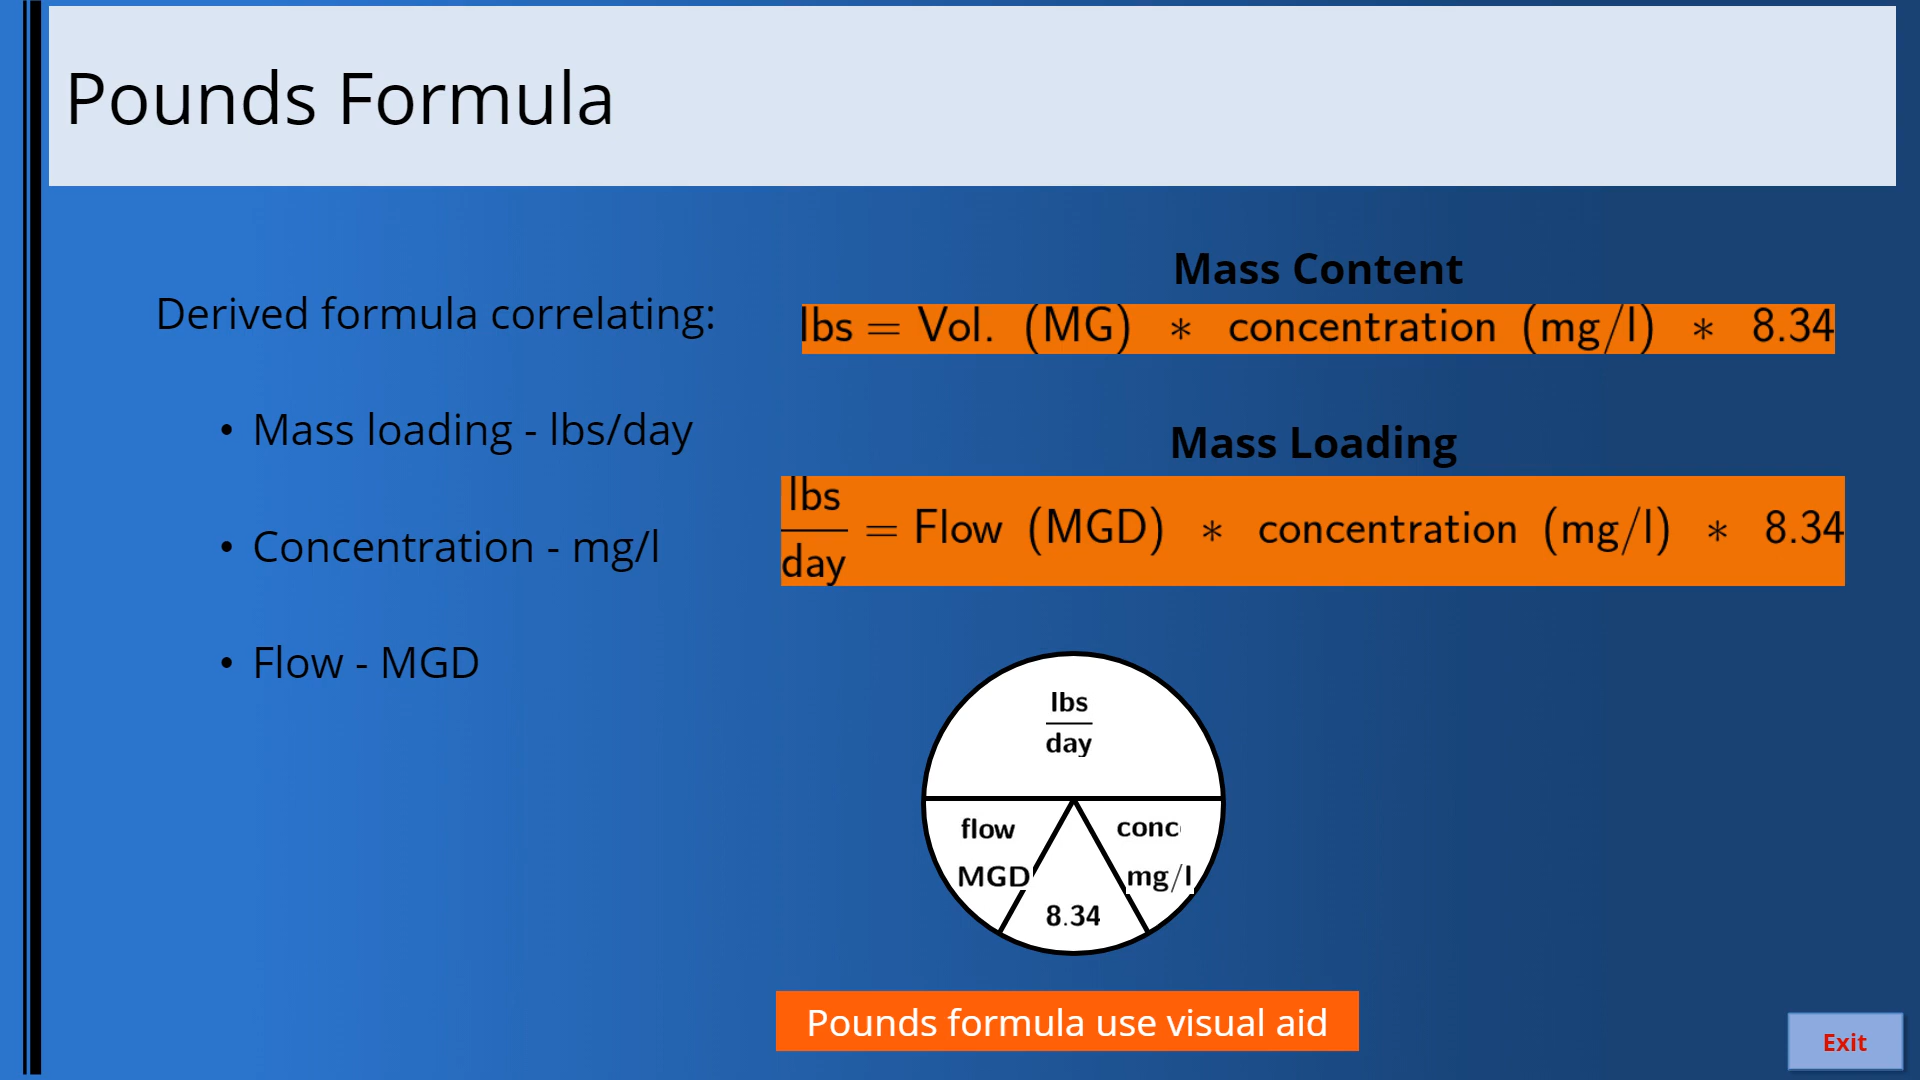 Pounds Formula
Derived formula correlating:
• Mass loading - lbs/day
• Concentration - mg/l
• Flow - MGD
Mass Content
lbs = Vol. (MG) * concentration (mg/l) * 8.34
Mass Loading
lbs
day
= Flow (MGD) * concentration (mg/l) * 8.34
lbs
day
flow
MGD
8.34
conc
mg/l
Pounds formula use visual aid
Exit